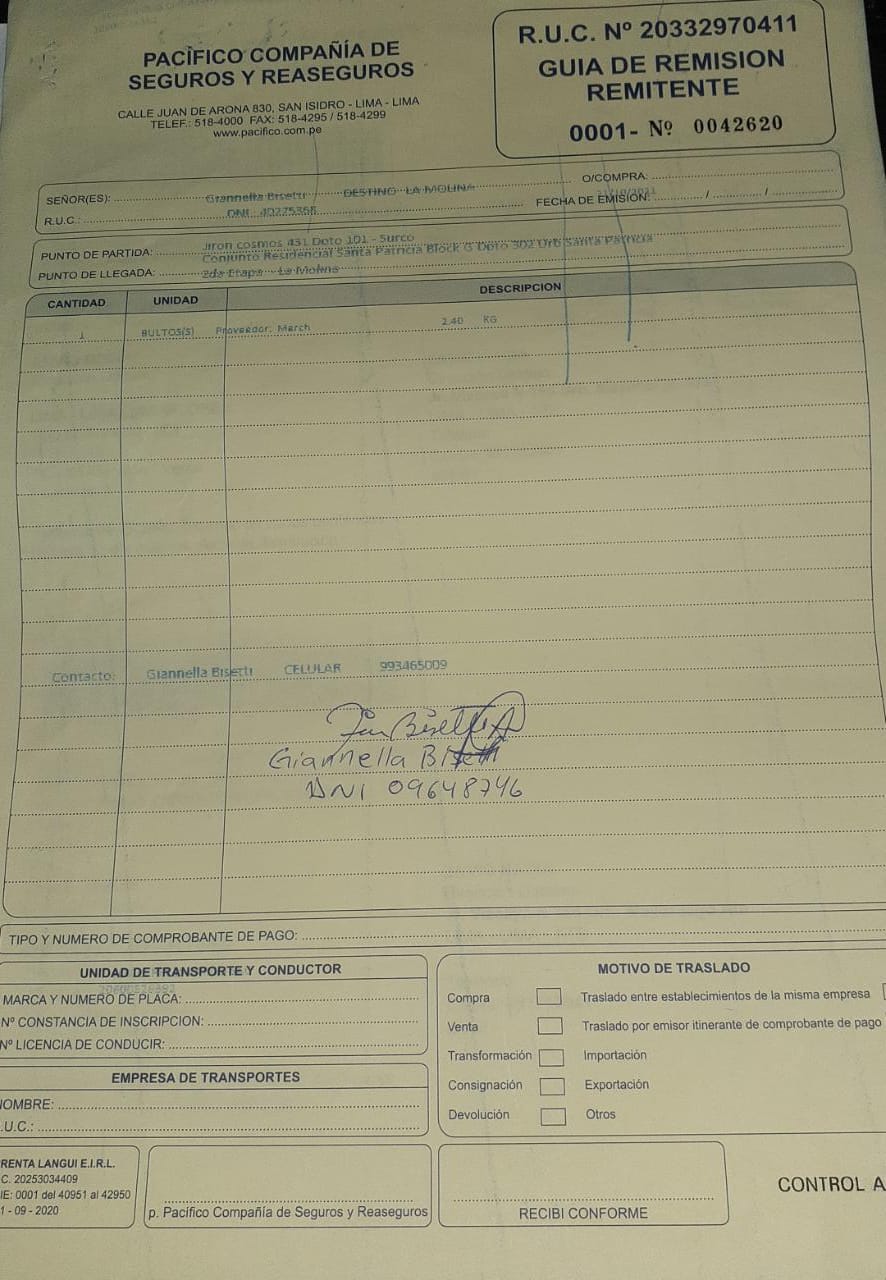 PACÍFICO COMPAÑÍA DE
SEGUROS Y REASEGUROS
CALLE JUAN DE ARONA 830, SAN ISIDRO - LIMA - LIMA
TELEF.: 518-4000 FAX: 518-4295 / 518-4299
www.pacifico.com.pe
R.U.C. Nº 20332970411
GUIA DE REMISION
REMITENTE
0001- Nº 0042620
SEÑOR(ES): Giannella Bisetti DESTINO LA MOLINA O/COMPRA:
R.U.C.: DNI FECHA DE EMISIÓN: / /
PUNTO DE PARTIDA: Jiron cosmos 431 Dpto 101 - Surco
Conjunto Residencial Santa Patricia Block G Dpto 302 Urb Santa Patricia
PUNTO DE LLEGADA: 2da Etapa La Molina
CANTIDAD UNIDAD DESCRIPCION
1 BULTOS(S) Proveedor: March 2.40 KG
Contacto: Giannella Bisetti CELULAR 993465009
Giannella Bisetti
DNI 09648746
TIPO Y NUMERO DE COMPROBANTE DE PAGO:
UNIDAD DE TRANSPORTE Y CONDUCTOR
MARCA Y NUMERO DE PLACA:
Nº CONSTANCIA DE INSCRIPCION:
Nº LICENCIA DE CONDUCIR:
EMPRESA DE TRANSPORTES
NOMBRE:
.U.C.:
MOTIVO DE TRASLADO
Compra Traslado entre establecimientos de la misma empresa
Venta Traslado por emisor itinerante de comprobante de pago
Transformación Importación
Consignación Exportación
Devolución Otros
RENTA LANGUI E.I.R.L.
C. 20253034409
IE: 0001 del 40951 al 42950
1 - 09 - 2020
p. Pacífico Compañía de Seguros y Reaseguros
RECIBI CONFORME
CONTROL A